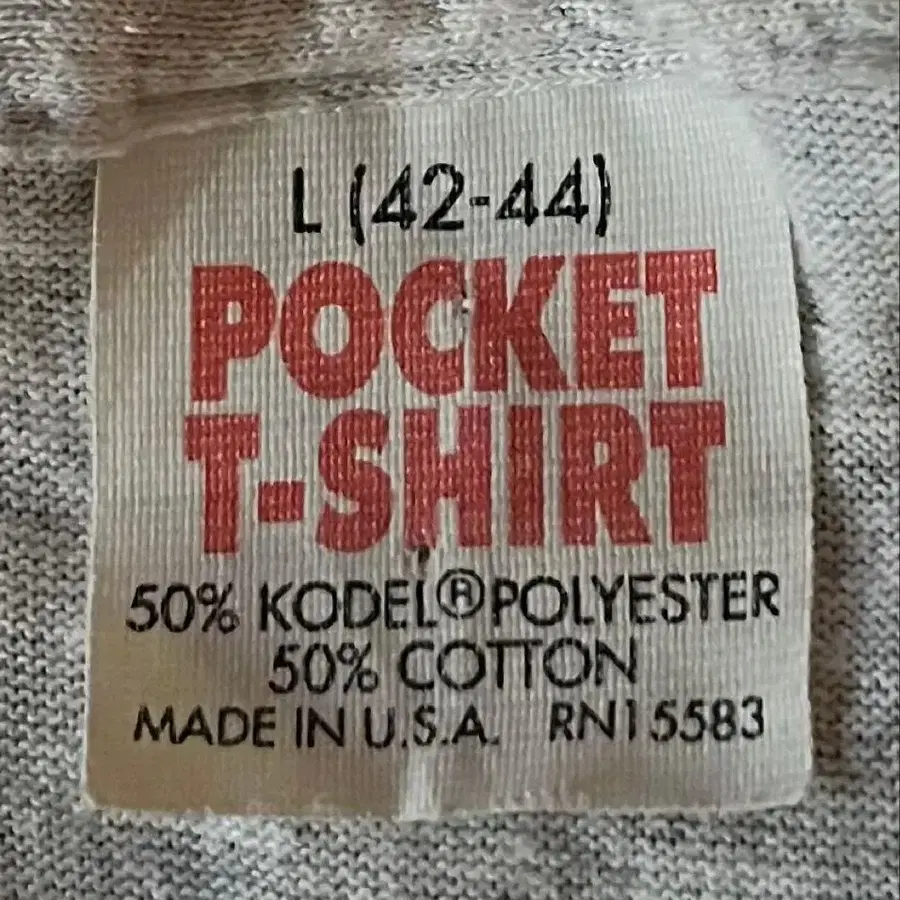 L (42-44)
POCKET
T-SHIRT
50% KODEL® POLYESTER
50% COTTON
MADE IN U.S.A. RN15583